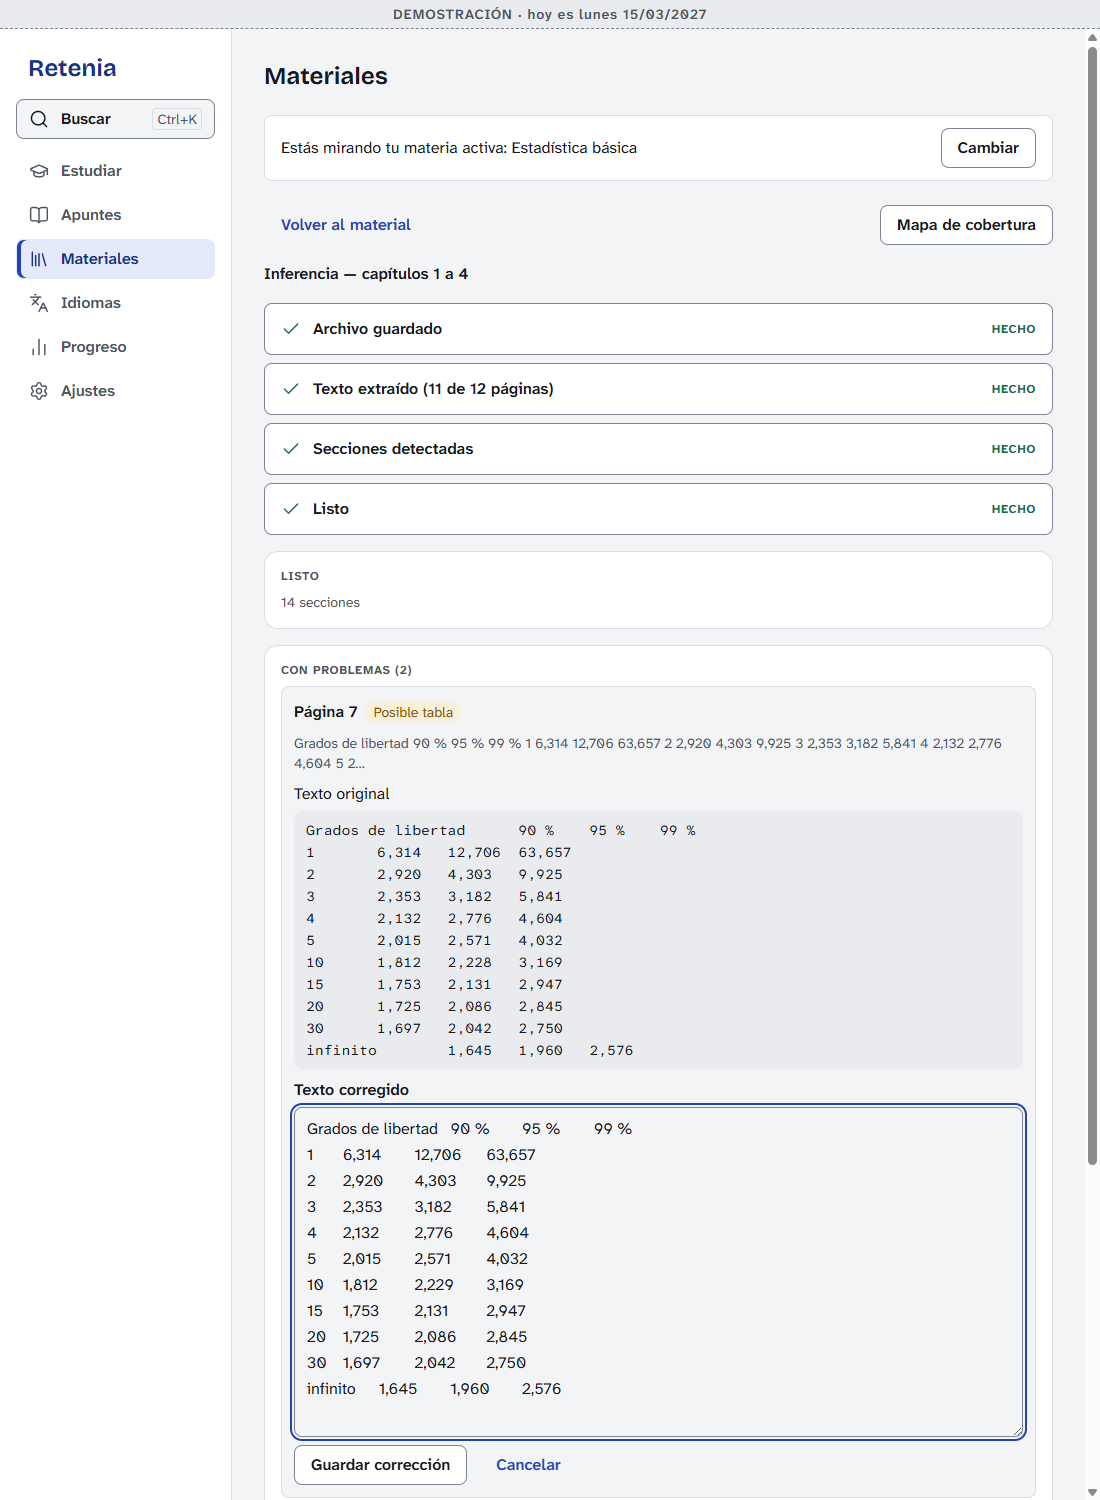 DEMOSTRACIÓN · hoy es lunes 15/03/2027
Retenia
Buscar Ctrl+K
Estudiar
Apuntes
Materiales
Idiomas
Progreso
Ajustes
Materiales
Estás mirando tu materia activa: Estadística básica
Cambiar
Volver al material
Mapa de cobertura
Inferencia — capítulos 1 a 4
Archivo guardado HECHO
Texto extraído (11 de 12 páginas) HECHO
Secciones detectadas HECHO
Listo HECHO
LISTO
14 secciones
CON PROBLEMAS (2)
Página 7 Posible tabla
Grados de libertad 90 % 95 % 99 % 1 6,314 12,706 63,657 2 2,920 4,303 9,925 3 2,353 3,182 5,841 4 2,132 2,776
4,604 5 2...
Texto original
Grados de libertad 90 % 95 % 99 %
1 6,314 12,706 63,657
2 2,920 4,303 9,925
3 2,353 3,182 5,841
4 2,132 2,776 4,604
5 2,015 2,571 4,032
10 1,812 2,228 3,169
15 1,753 2,131 2,947
20 1,725 2,086 2,845
30 1,697 2,042 2,750
infinito 1,645 1,960 2,576
Texto corregido
Grados de libertad 90 % 95 % 99 %
1 6,314 12,706 63,657
2 2,920 4,303 9,925
3 2,353 3,182 5,841
4 2,132 2,776 4,604
5 2,015 2,571 4,032
10 1,812 2,229 3,169
15 1,753 2,131 2,947
20 1,725 2,086 2,845
30 1,697 2,042 2,750
infinito 1,645 1,960 2,576
Guardar corrección
Cancelar